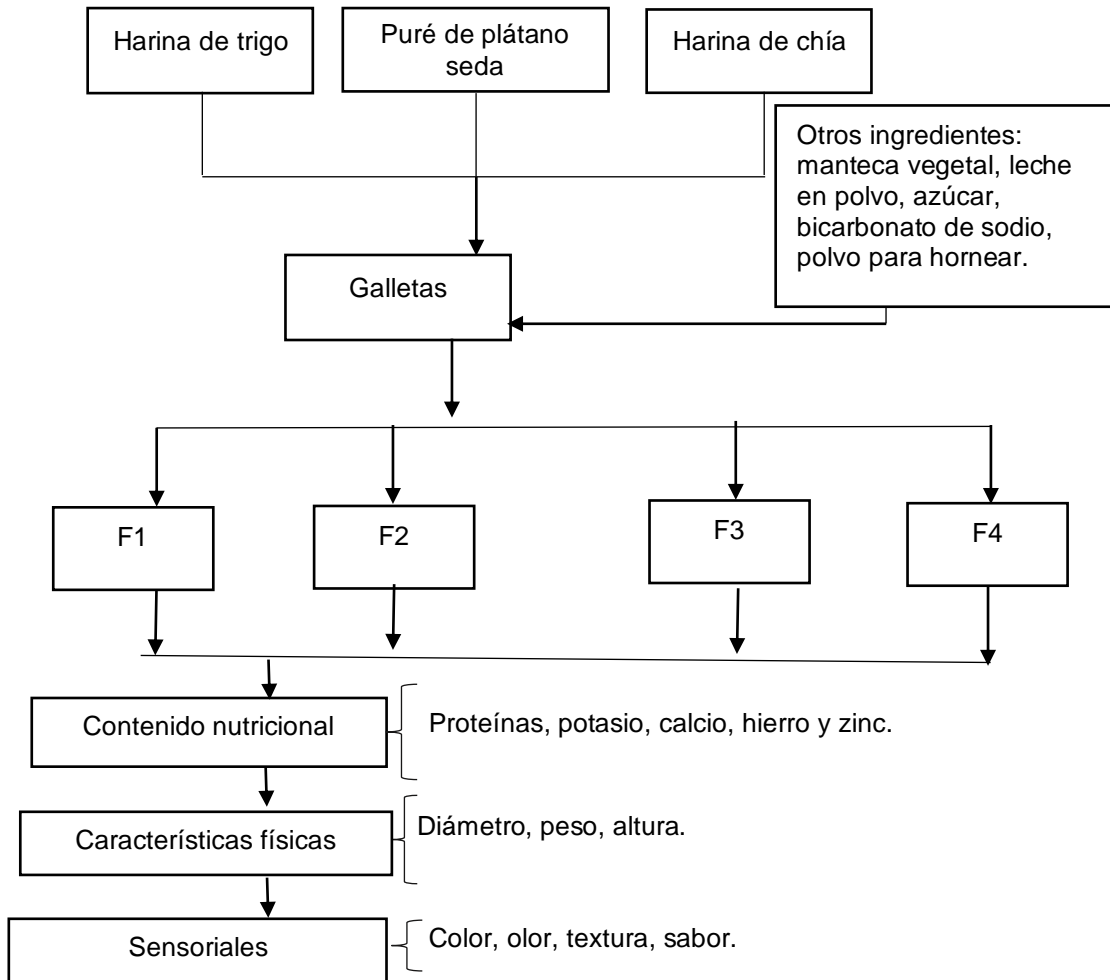 Harina de trigo
Puré de plátano
seda
Harina de chía
Otros ingredientes:
manteca vegetal, leche
en polvo, azúcar,
bicarbonato de sodio,
polvo para hornear.
Galletas
F1
F2
F3
F4
Contenido nutricional
Proteínas, potasio, calcio, hierro y zinc.
Características físicas
Diámetro, peso, altura.
Sensoriales
Color, olor, textura, sabor.